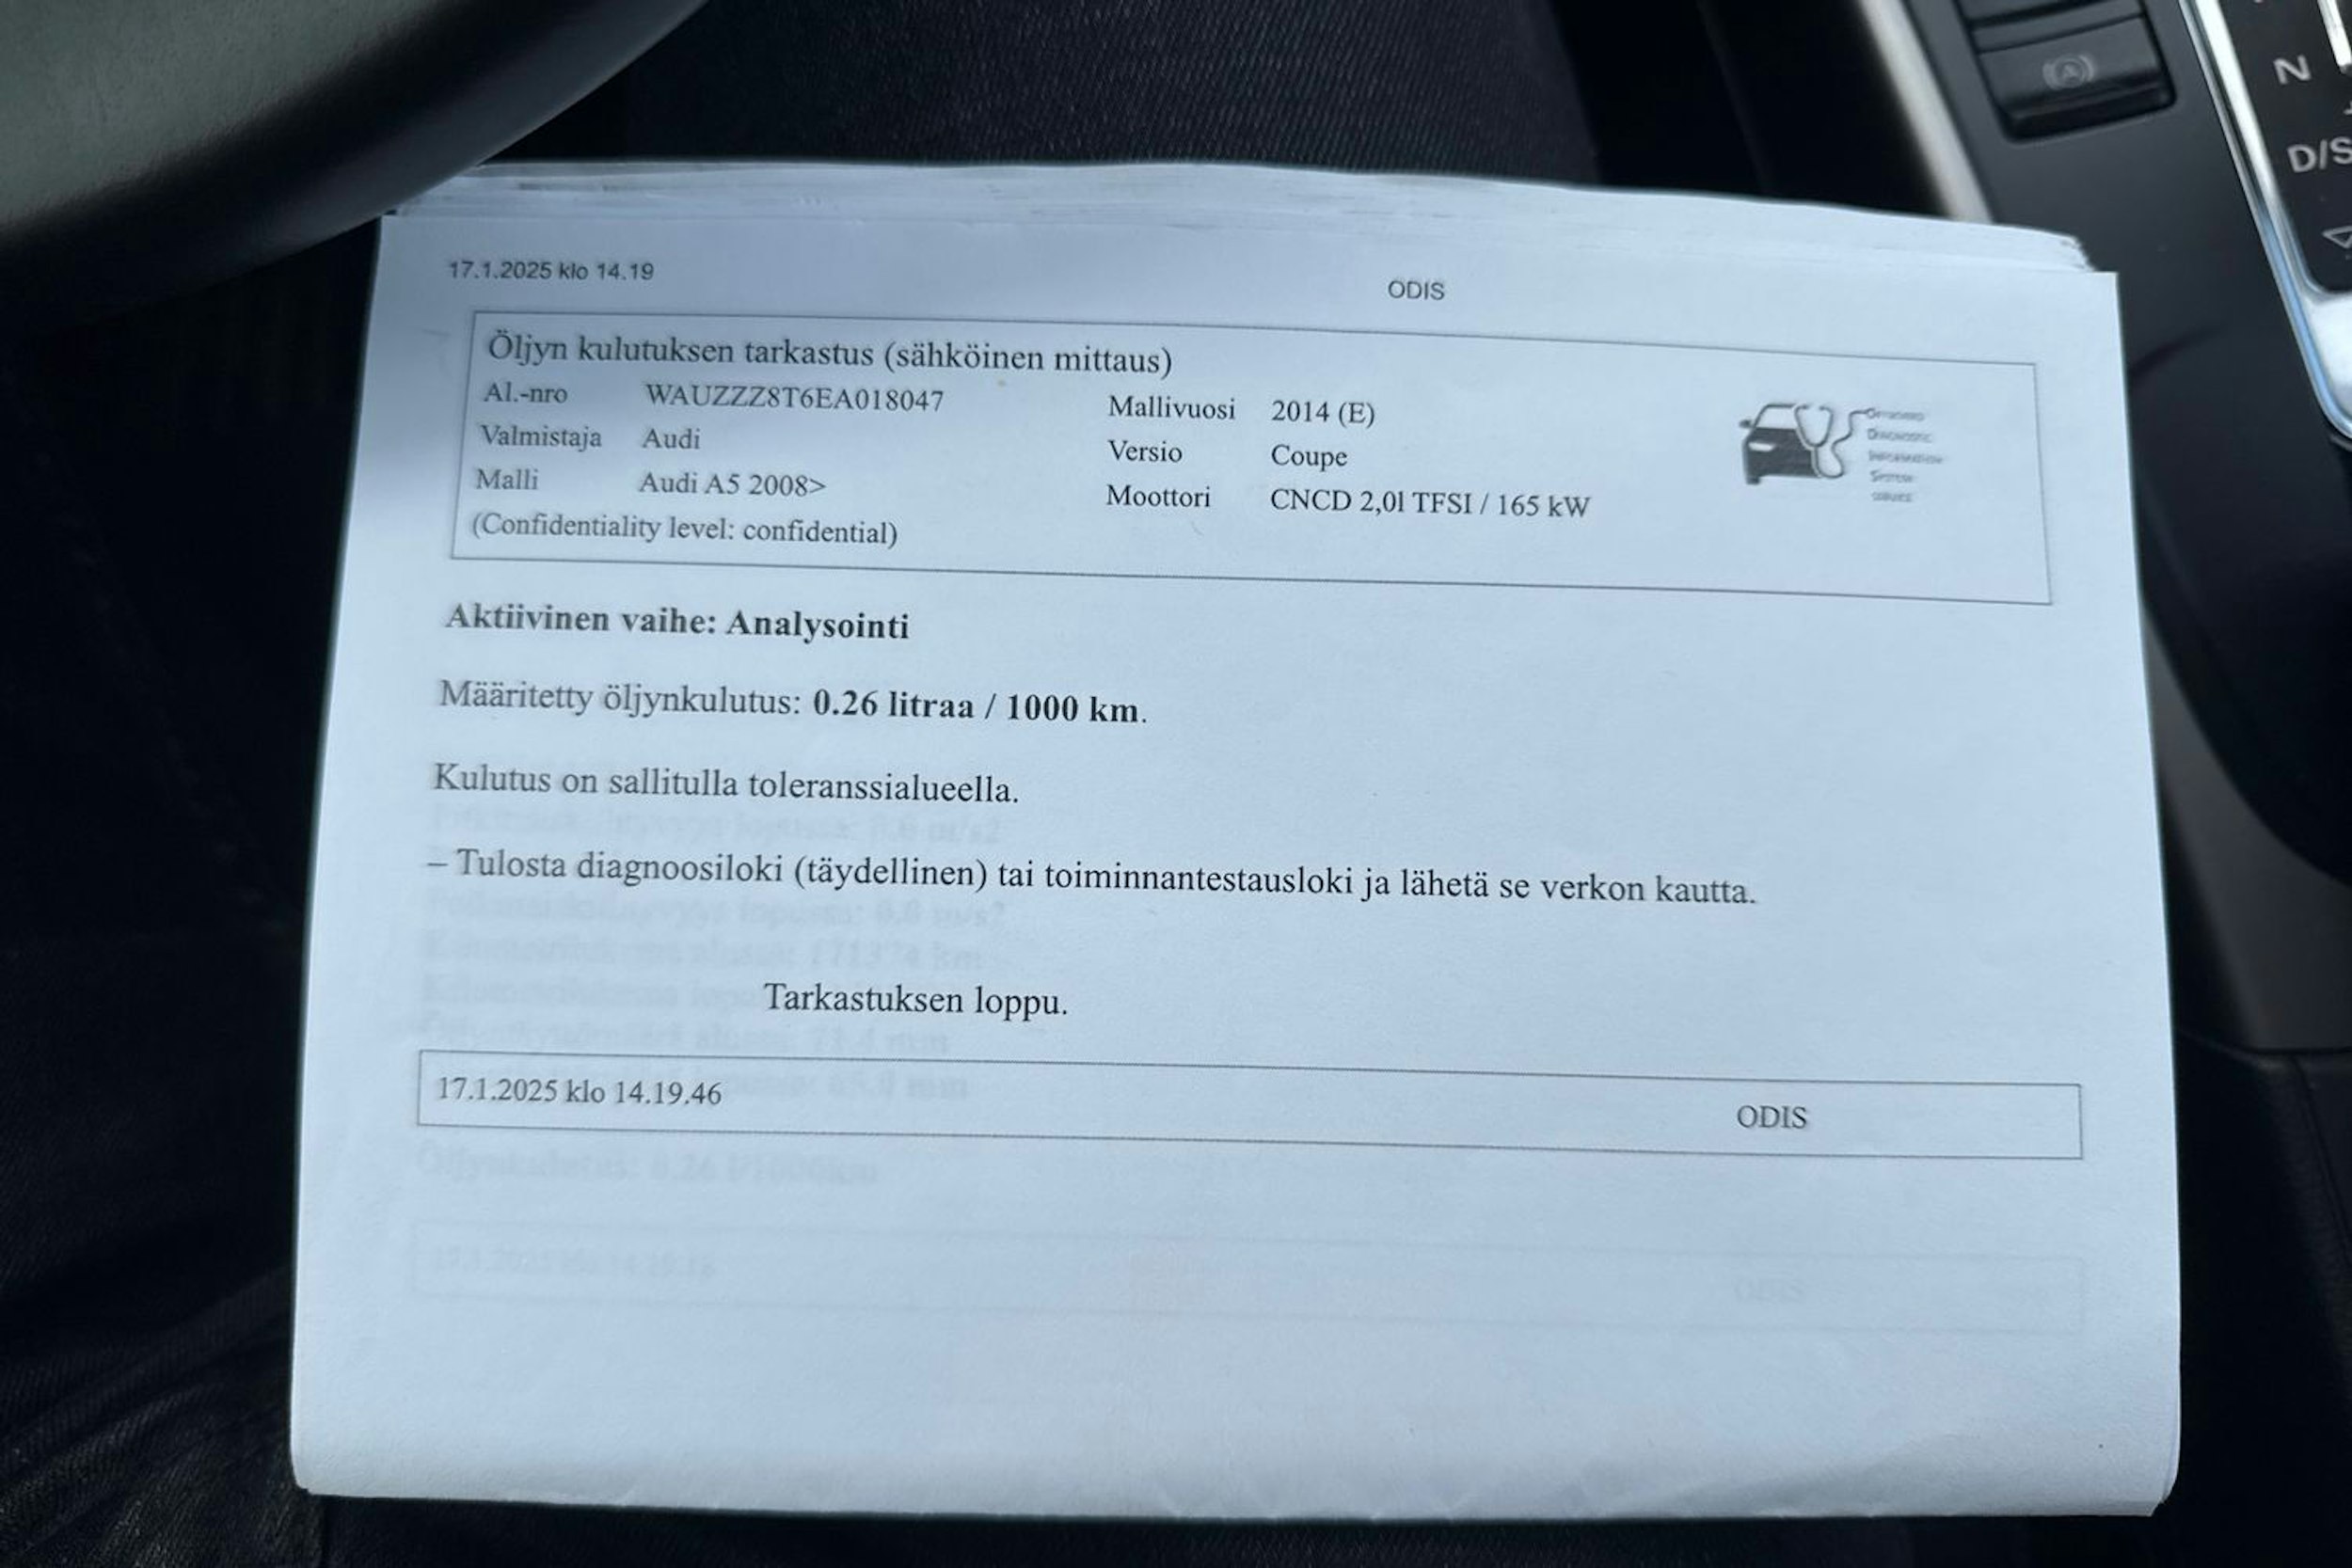 N
D/S
17.1.2025 klo 14.19
ODIS
Öljyn kulutuksen tarkastus (sähköinen mittaus)
Al.-nro WAUZZZ8T6EA018047 Mallivuosi 2014 (E)
Valmistaja Audi Versio Coupe
Malli Audi A5 2008> Moottori CNCD 2,0l TFSI / 165 kW
(Confidentiality level: confidential)
Aktiivinen vaihe: Analysointi
Määritetty öljynkulutus: 0.26 litraa / 1000 km.
Kulutus on sallitulla toleranssialueella.
– Tulosta diagnoosiloki (täydellinen) tai toiminnantestausloki ja lähetä se verkon kautta.
Tarkastuksen loppu.
17.1.2025 klo 14.19.46 ODIS